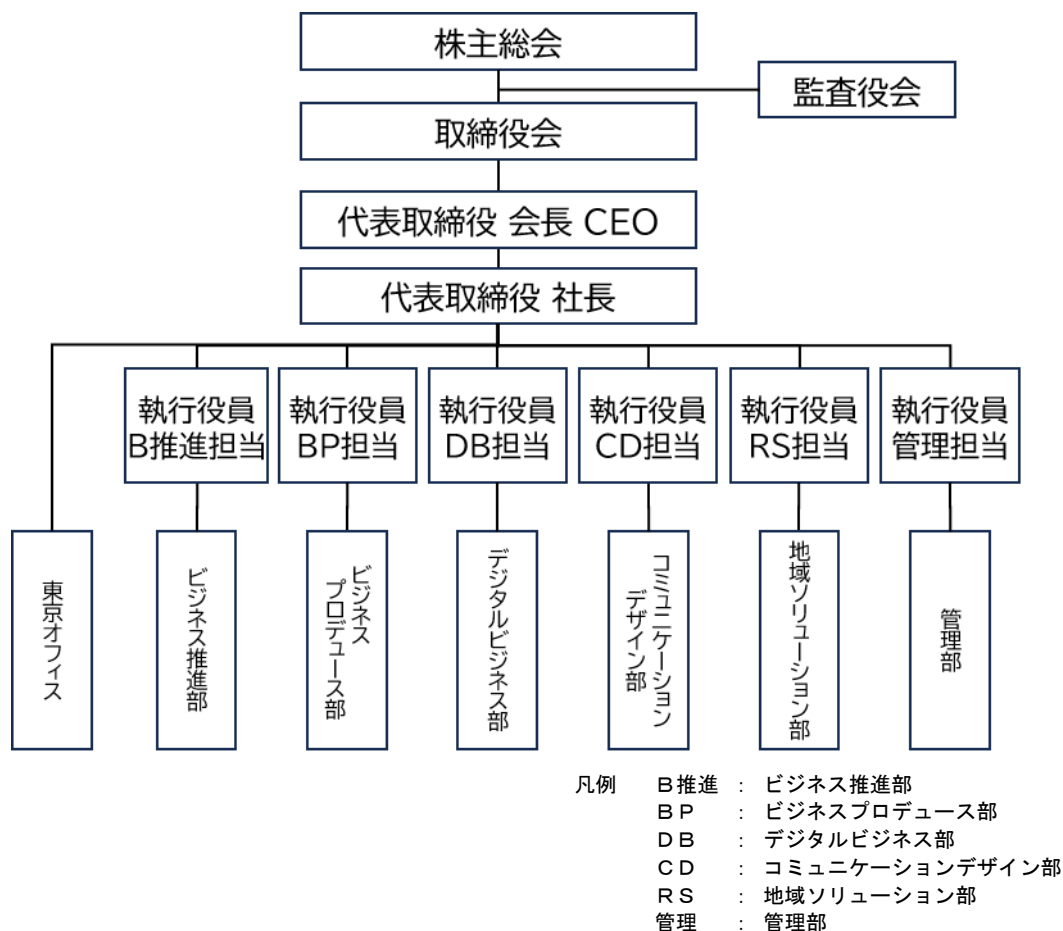 株主総会
監査役会
取締役会
代表取締役 会長 CEO
代表取締役 社長
執行役員
B推進担当
執行役員
BP担当
執行役員
DB担当
執行役員
CD担当
執行役員
RS担当
執行役員
管理担当
東京オフィス
ビジネス推進部
ビジネス
プロデュース部
デジタルビジネス部
コミュニケーション
デザイン部
地域ソリューション部
管理部
凡例 Ｂ推進 : ビジネス推進部
ＢＰ : ビジネスプロデュース部
ＤＢ : デジタルビジネス部
ＣＤ : コミュニケーションデザイン部
ＲＳ : 地域ソリューション部
管理 : 管理部